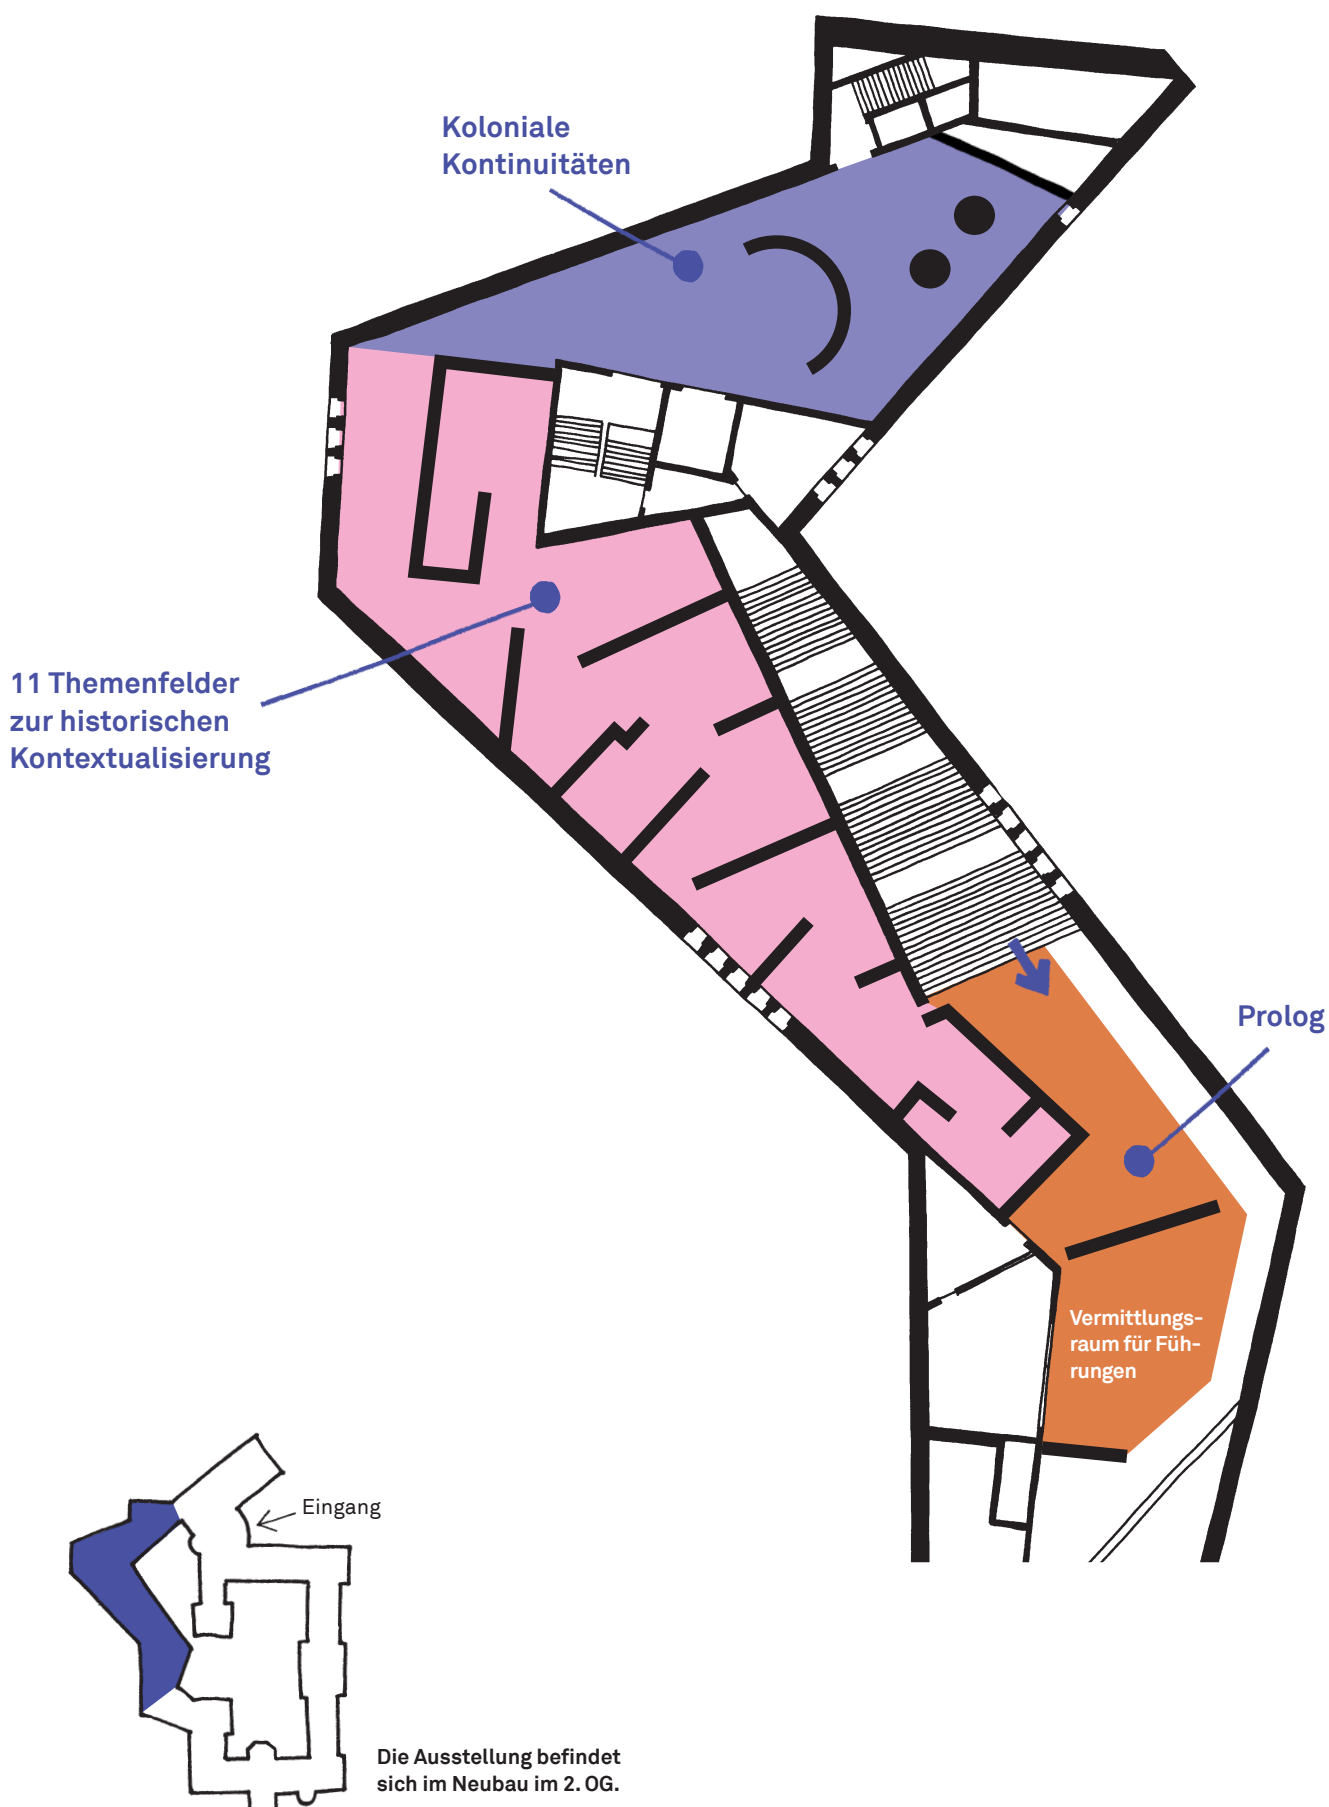 Koloniale
Kontinuitäten
11 Themenfelder
zur historischen
Kontextualisierung
Prolog
Vermittlungs-
raum für Füh-
rungen
Eingang
Die Ausstellung befindet
sich im Neubau im 2. OG.